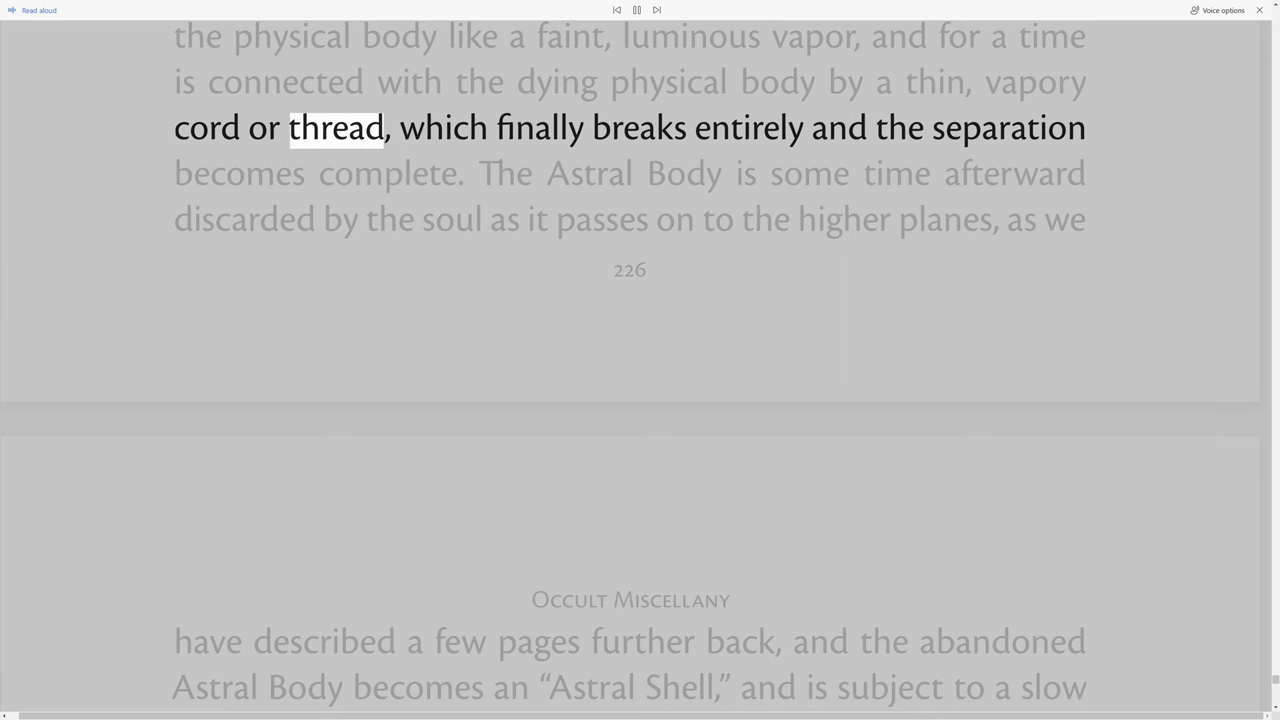 Read aloud
Voice options
the physical body like a faint, luminous vapor, and for a time
is connected with the dying physical body by a thin, vapory
cord or thread, which finally breaks entirely and the separation
becomes complete. The Astral Body is some time afterward
discarded by the soul as it passes on to the higher planes, as we
226
Occult Miscellany
have described a few pages further back, and the abandoned
Astral Body becomes an “Astral Shell,” and is subject to a slow